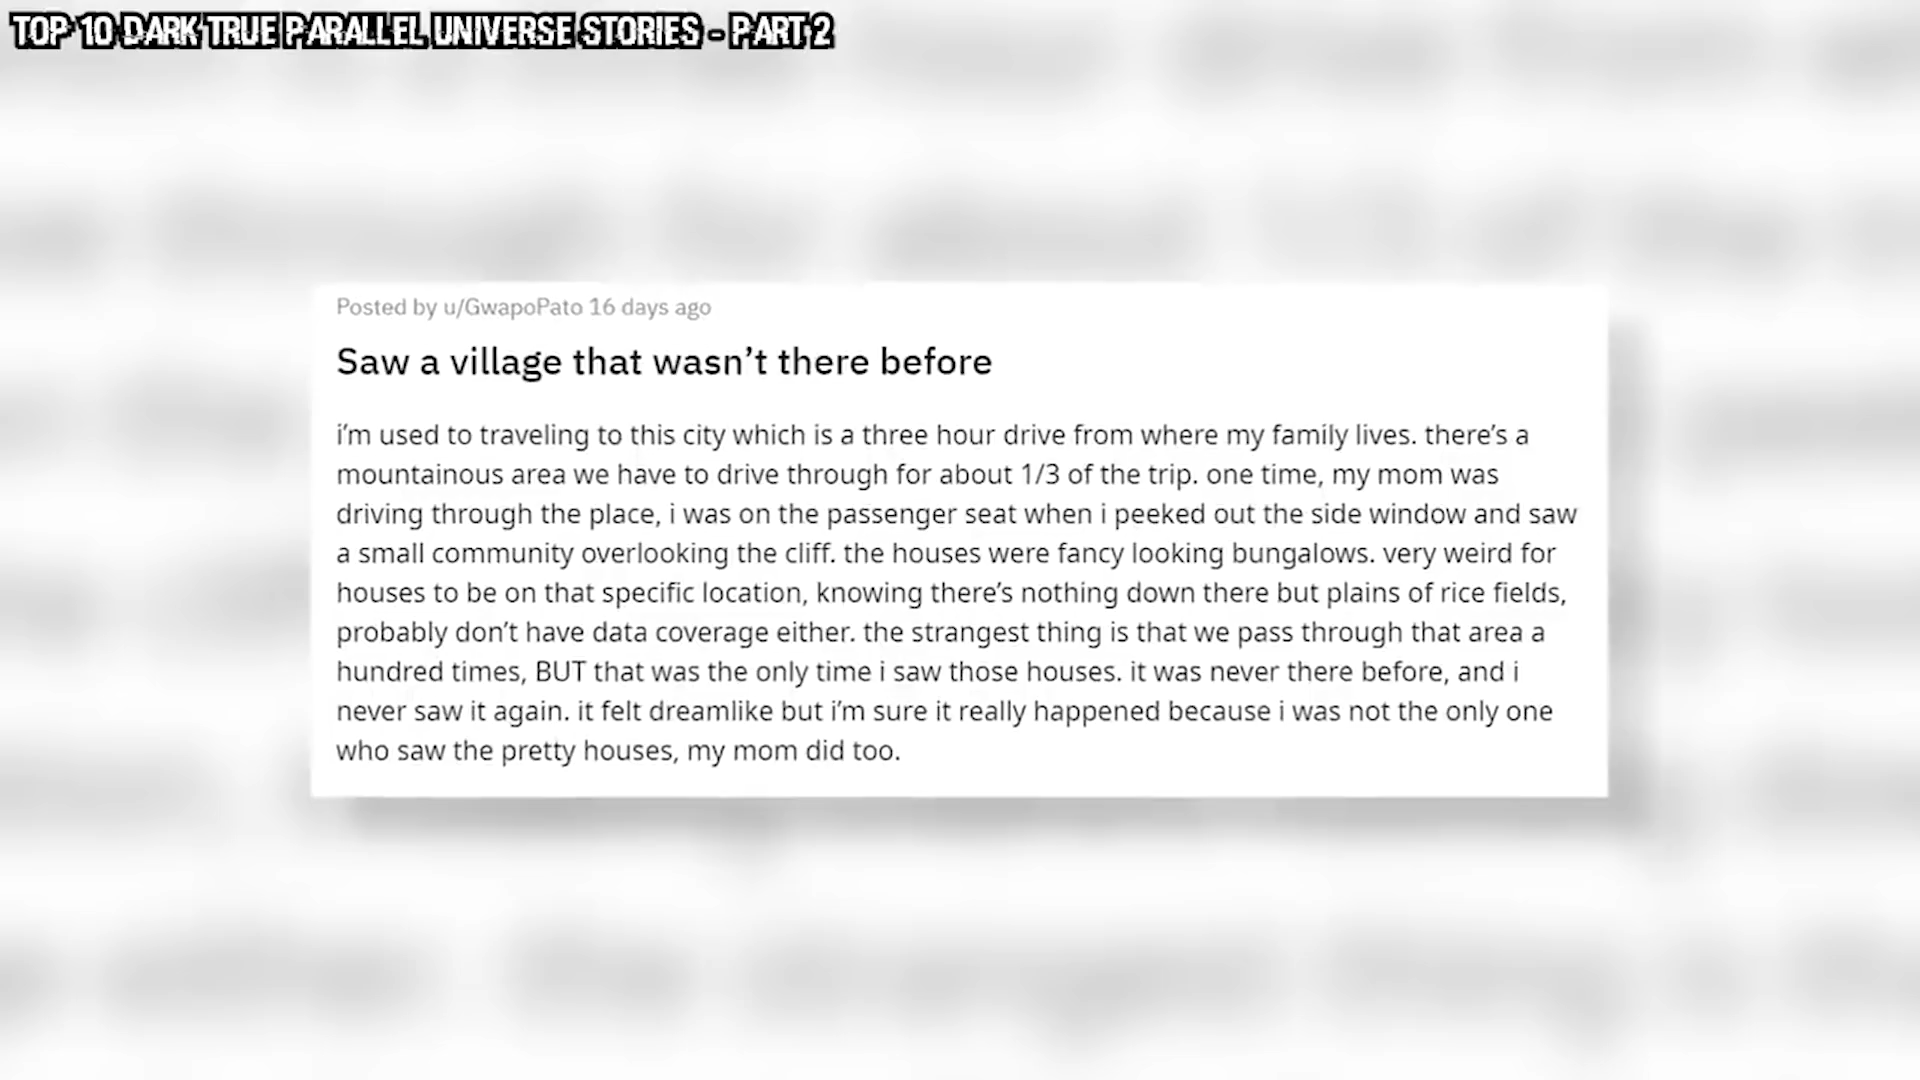 TOP 10 DARK TRUE PARALLEL UNIVERSE STORIES - PART 2
Posted by u/GwapoPato 16 days ago
Saw a village that wasn’t there before
i’m used to traveling to this city which is a three hour drive from where my family lives. there’s a
mountainous area we have to drive through for about 1/3 of the trip. one time, my mom was
driving through the place, i was on the passenger seat when i peeked out the side window and saw
a small community overlooking the cliff. the houses were fancy looking bungalows. very weird for
houses to be on that specific location, knowing there’s nothing down there but plains of rice fields,
probably don’t have data coverage either. the strangest thing is that we pass through that area a
hundred times, BUT that was the only time i saw those houses. it was never there before, and i
never saw it again. it felt dreamlike but i’m sure it really happened because i was not the only one
who saw the pretty houses, my mom did too.